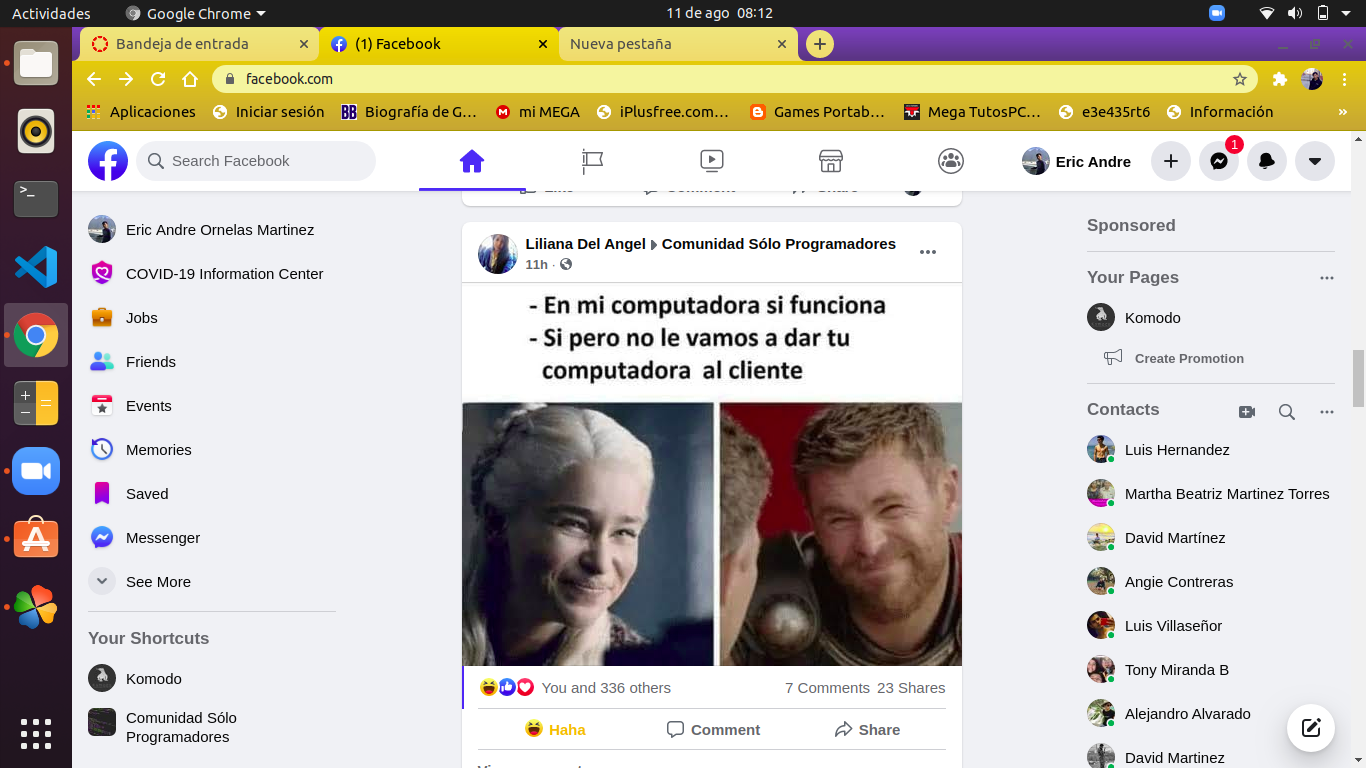 Actividades
Google Chrome
11 de ago 08:12
Bandeja de entrada
(1) Facebook
Nueva pestaña
facebook.com
Aplicaciones
Iniciar sesión
BB
Biografía de G…
mi MEGA
iPlusfree.com…
Games Portab…
Mega TutosPC…
e3e435rt6
Información
»
Search Facebook
Eric Andre
1
Eric Andre Ornelas Martinez
COVID-19 Information Center
Jobs
Friends
Events
Memories
Saved
Messenger
See More
Your Shortcuts
Komodo
Comunidad Sólo
Programadores
Like
Comment
Share
Liliana Del Angel
Comunidad Sólo Programadores
11h ·
- En mi computadora si funciona
- Si pero no le vamos a dar tu
computadora al cliente
You and 336 others
7 Comments
23 Shares
Haha
Comment
Share
Sponsored
Your Pages
Komodo
Create Promotion
Contacts
Luis Hernandez
Martha Beatriz Martinez Torres
David Martínez
Angie Contreras
Luis Villaseñor
Tony Miranda B
Alejandro Alvarado
David Martinez